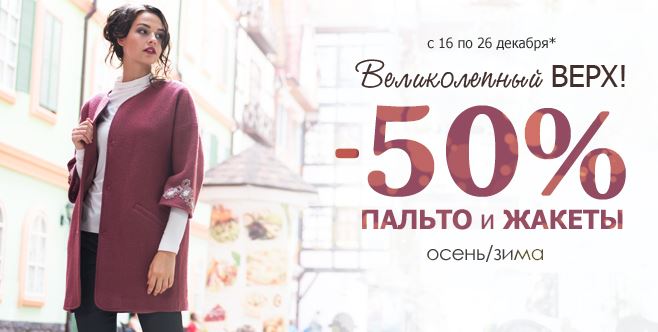 с 16 по 26 декабря*
Великолепный ВЕРХ!
-50%
ПАЛЬТО и ЖАКЕТЫ
осень/зима